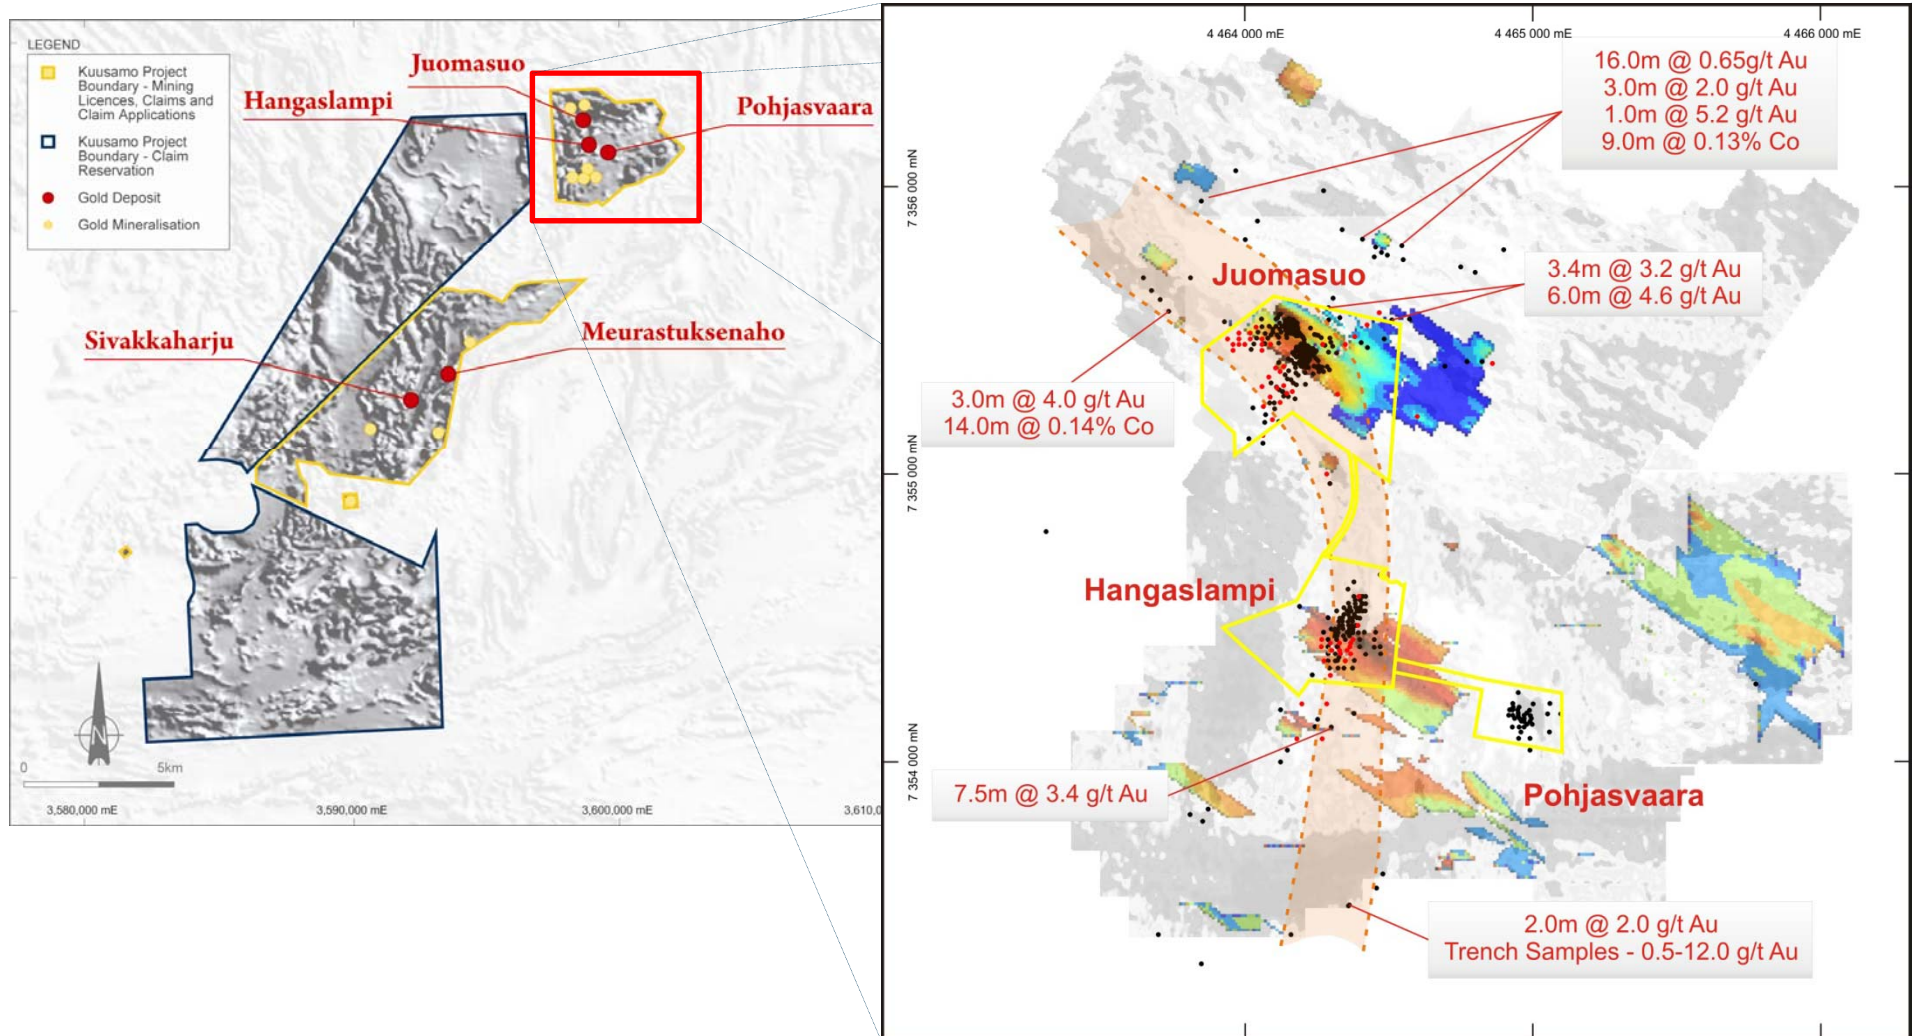 LEGEND
Kuusamo Project
Boundary - Mining
Licences, Claims and
Claim Applications
Kuusamo Project
Boundary - Claim
Reservation
Gold Deposit
Gold Mineralisation
Juomasuo
Hangaslampi
Pohjasvaara
Sivakkaharju
Meurastuksenaho
N
0 5km
3,580,000 mE 3,590,000 mE 3,600,000 mE 3,610,0
4 464 000 mE 4 465 000 mE 4 466 000 mE
16.0m @ 0.65g/t Au
3.0m @ 2.0 g/t Au
1.0m @ 5.2 g/t Au
9.0m @ 0.13% Co
7 356 000 mN
Juomasuo
3.4m @ 3.2 g/t Au
6.0m @ 4.6 g/t Au
3.0m @ 4.0 g/t Au
14.0m @ 0.14% Co
7 355 000 mN
Hangaslampi
7 354 000 mN
7.5m @ 3.4 g/t Au
Pohjasvaara
2.0m @ 2.0 g/t Au
Trench Samples - 0.5-12.0 g/t Au